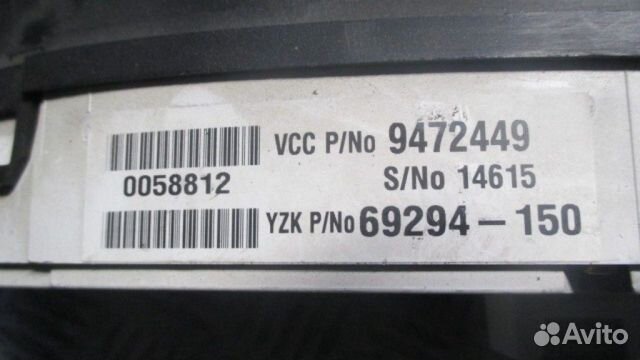 VCC P/No 9472449
0058812 S/No 14615
YZK P/No 69294-150
Avito